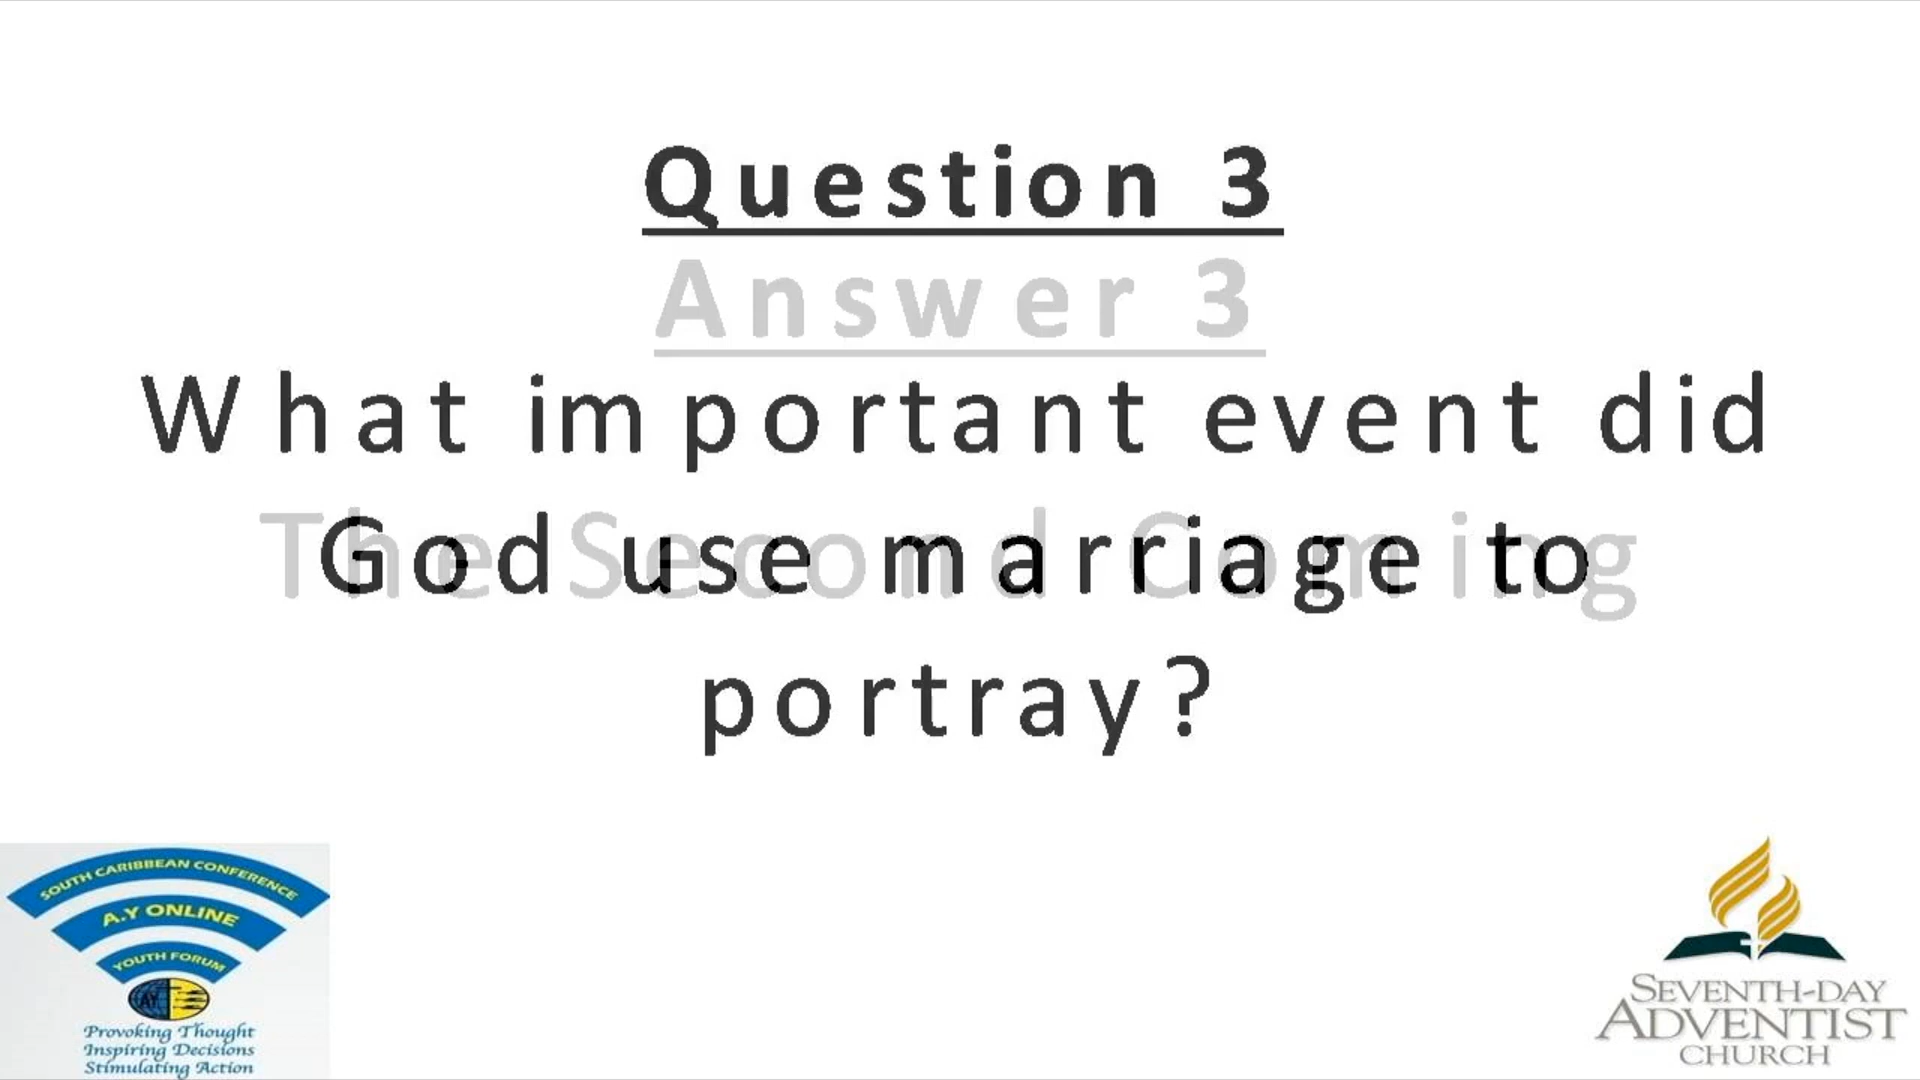 Question 3
Answer 3
What important event did
The Second Coming
God use marriage to
portray?
SOUTH CARIBBEAN CONFERENCE
A.Y ONLINE
YOUTH FORUM
AY
Provoking Thought
Inspiring Decisions
Stimulating Action
SEVENTH-DAY
ADVENTIST
CHURCH